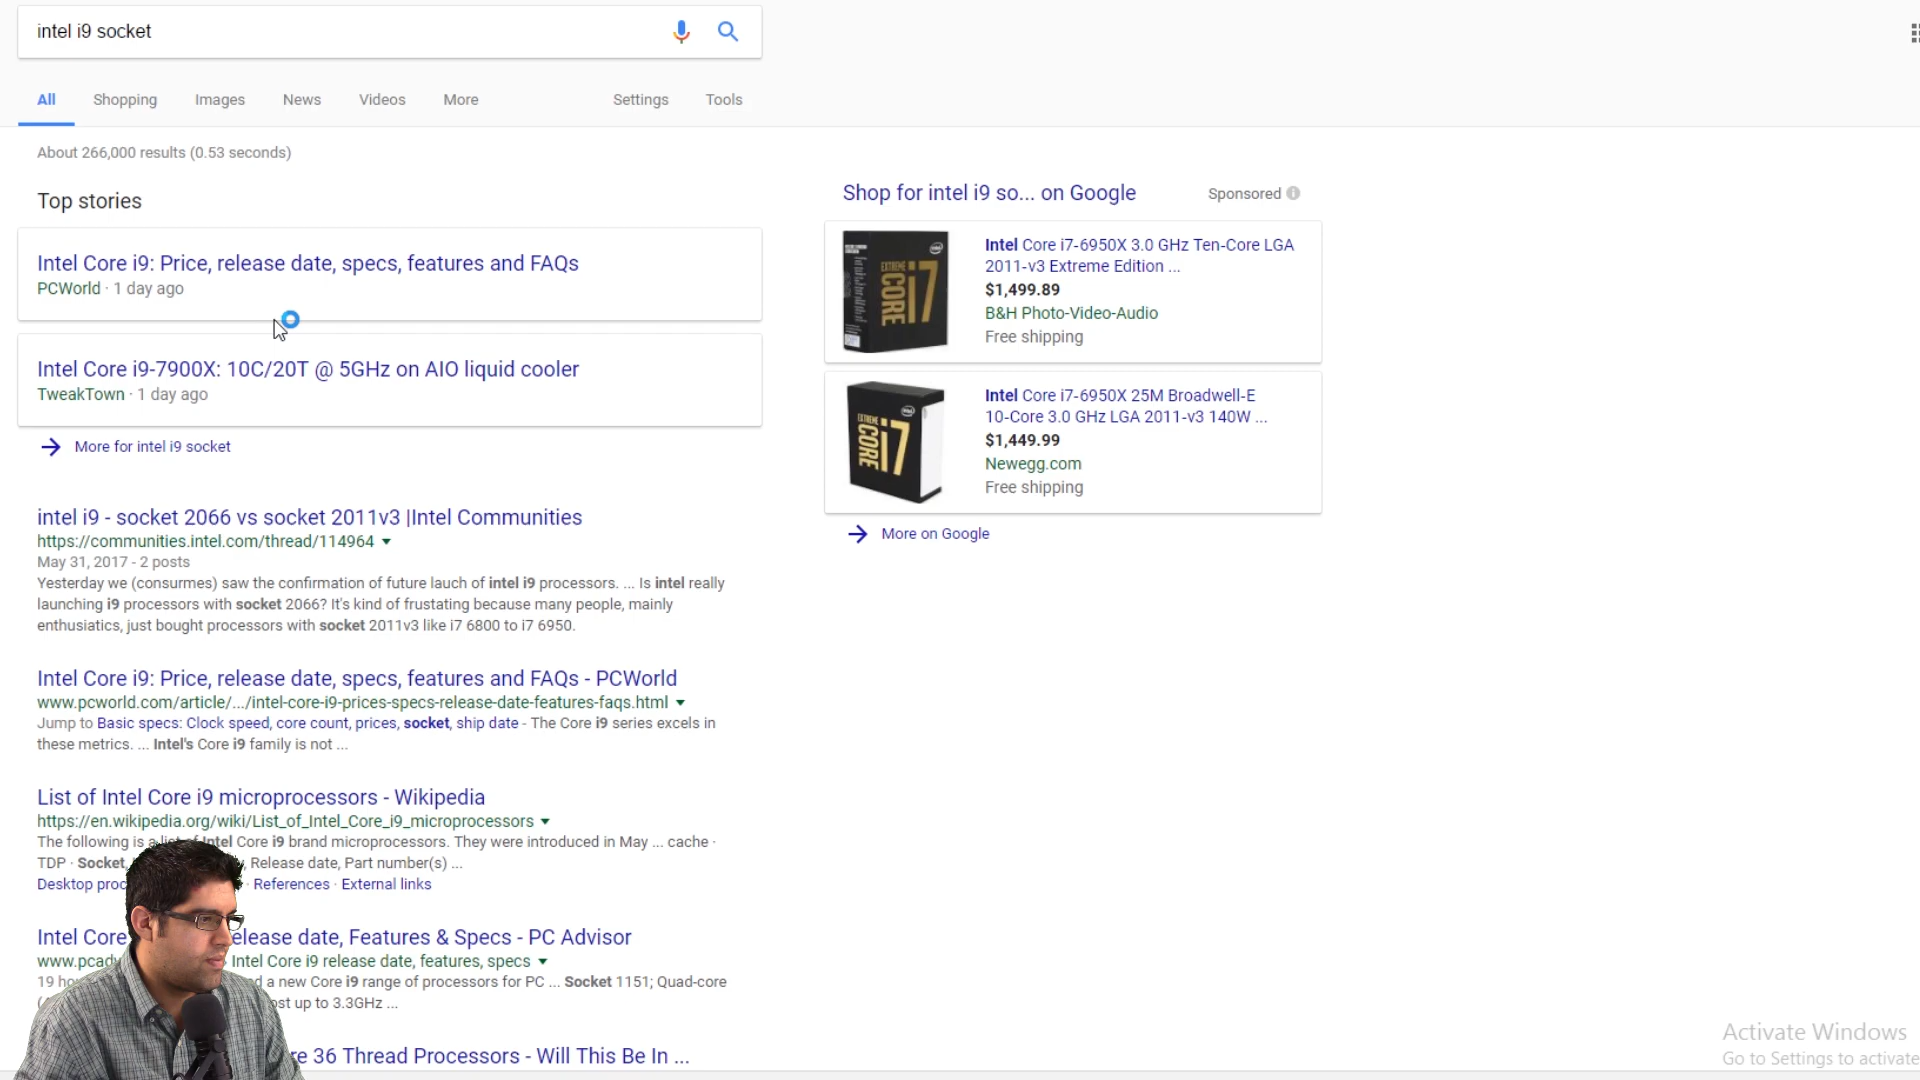 intel i9 socket
All Shopping Images News Videos More Settings Tools
About 266,000 results (0.53 seconds)
Top stories
Intel Core i9: Price, release date, specs, features and FAQs
PCWorld · 1 day ago
Intel Core i9-7900X: 10C/20T @ 5GHz on AIO liquid cooler
TweakTown · 1 day ago
More for intel i9 socket
intel i9 - socket 2066 vs socket 2011v3 |Intel Communities
https://communities.intel.com/thread/114964
May 31, 2017 - 2 posts
Yesterday we (consurmes) saw the confirmation of future lauch of intel i9 processors. ... Is intel really
launching i9 processors with socket 2066? It's kind of frustating because many people, mainly
enthusiatics, just bought processors with socket 2011v3 like i7 6800 to i7 6950.
Intel Core i9: Price, release date, specs, features and FAQs - PCWorld
www.pcworld.com/article/.../intel-core-i9-prices-specs-release-date-features-faqs.html
Jump to Basic specs: Clock speed, core count, prices, socket, ship date - The Core i9 series excels in
these metrics. ... Intel's Core i9 family is not ...
List of Intel Core i9 microprocessors - Wikipedia
https://en.wikipedia.org/wiki/List_of_Intel_Core_i9_microprocessors
The following is a list of Intel Core i9 brand microprocessors. They were introduced in May ... cache ·
TDP · Socket, Release date, Part number(s) ...
Desktop References · External links
Intel Core elease date, Features & Specs - PC Advisor
Intel Core i9 release date, features, specs
19 d a new Core i9 range of processors for PC ... Socket 1151; Quad-core
up to 3.3GHz ...
36 Thread Processors - Will This Be In ...
Shop for intel i9 so... on Google Sponsored
EXTREME
CORE i7
Intel Core i7-6950X 3.0 GHz Ten-Core LGA
2011-v3 Extreme Edition ...
$1,499.89
B&H Photo-Video-Audio
Free shipping
EXTREME
CORE i7
Intel Core i7-6950X 25M Broadwell-E
10-Core 3.0 GHz LGA 2011-v3 140W ...
$1,449.99
Newegg.com
Free shipping
More on Google
Activate Windows
Go to Settings to activate